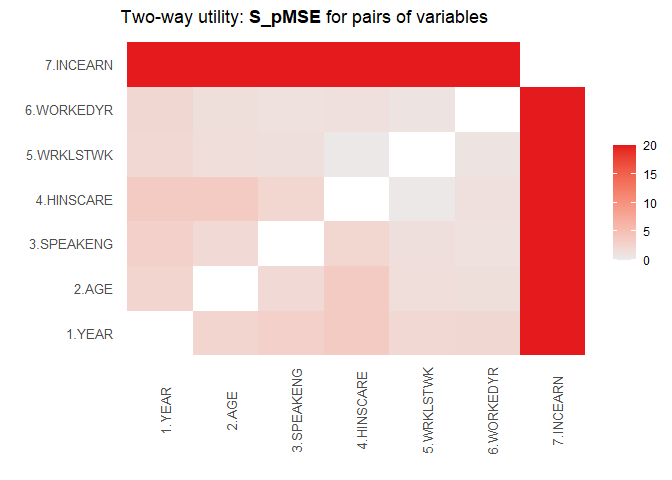 Two-way utility: S_pMSE for pairs of variables
7.INCEARN
6.WORKEDYR
5.WRKLSTWK
4.HINSCARE
3.SPEAKENG
2.AGE
1.YEAR
20
15
10
5
0
1.YEAR
2.AGE
3.SPEAKENG
4.HINSCARE
5.WRKLSTWK
6.WORKEDYR
7.INCEARN